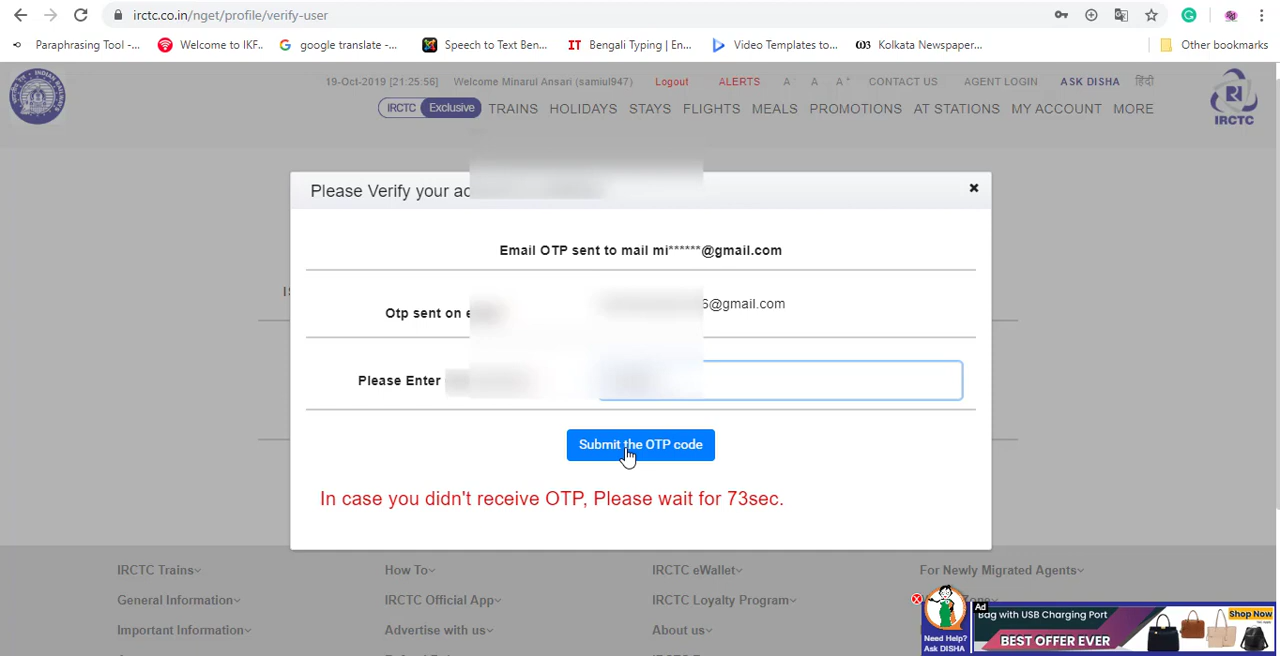 irctc.co.in/nget/profile/verify-user
Paraphrasing Tool -... Welcome to IKF.. google translate -... Speech to Text Ben... IT Bengali Typing | En... Video Templates to... Kolkata Newspaper... Other bookmarks
19-Oct-2019 [21:25:56] Welcome Minarul Ansari (samiul947) Logout ALERTS A A A+ CONTACT US AGENT LOGIN ASK DISHA हिंदी
IRCTC Exclusive TRAINS HOLIDAYS STAYS FLIGHTS MEALS PROMOTIONS AT STATIONS MY ACCOUNT MORE
IRCTC
Please Verify your
Email OTP sent to mail mi******@gmail.com
Otp sent on 6@gmail.com
Please Enter
Submit the OTP code
In case you didn't receive OTP, Please wait for 73sec.
IRCTC Trains How To IRCTC eWallet For Newly Migrated Agents
General Information IRCTC Official App IRCTC Loyalty Program
Important Information Advertise with us About us
Need Help?
Ask DISHA
Ad
Bag with USB Charging Port
BEST OFFER EVER
Shop Now